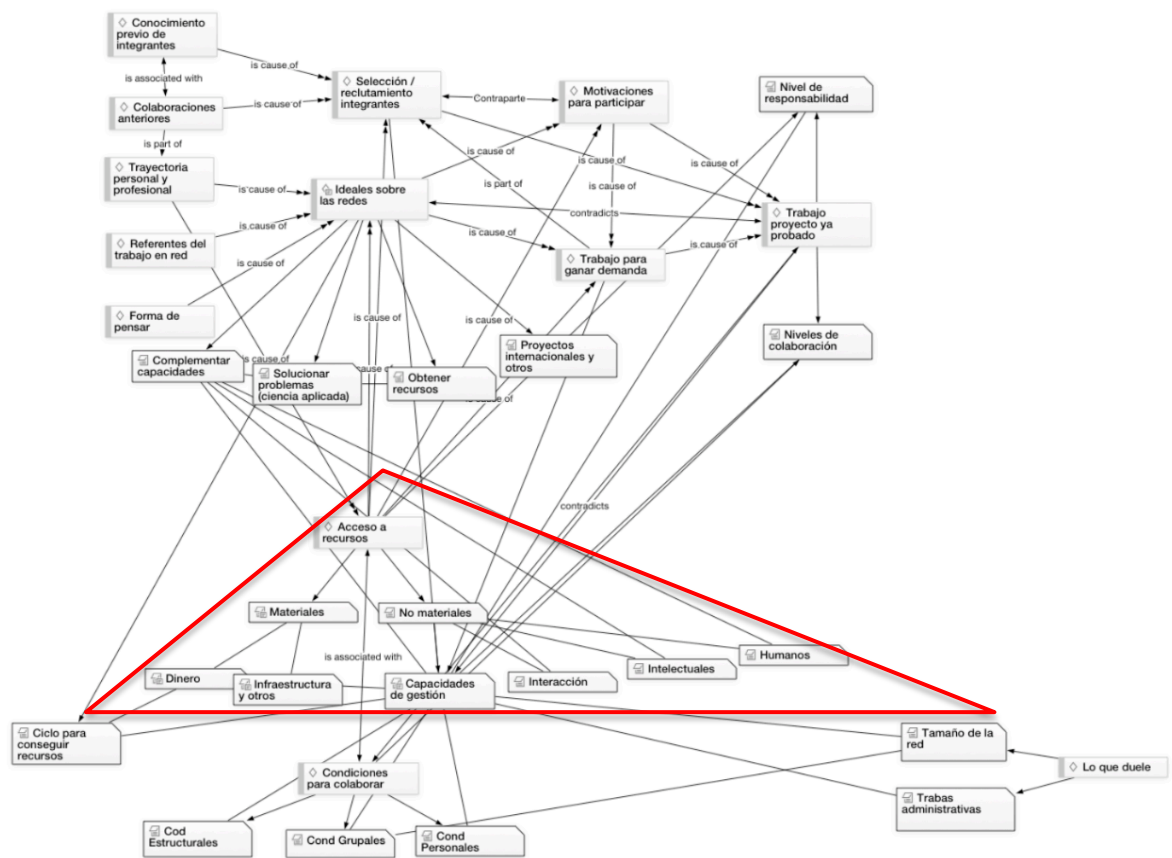 Conocimiento
previo de
integrantes
is associated with
is cause of
Selección /
reclutamiento
integrantes
Contraparte
Motivaciones
para participar
Nivel de
responsabilidad
Colaboraciones
anteriores
is cause of
is part of
Trayectoria
personal y
profesional
is cause of
Ideales sobre
las redes
is cause of
is part of
is cause of
is cause of
contradicts
Trabajo
proyecto ya
probado
Referentes del
trabajo en red
is cause of
is cause of
is cause of
Trabajo para
ganar demanda
is cause of
Forma de
pensar
is cause of
is cause of
Proyectos
internacionales y
otros
Niveles de
colaboración
Complementar
capacidades
is cause of
Solucionar
problemas
(ciencia aplicada)
cause of
Obtener
recursos
is cause of
contradicts
Acceso a
recursos
Materiales
No materiales
is associated with
Humanos
Intelectuales
Interacción
Dinero
Infraestructura
y otros
Capacidades
de gestión
Ciclo para
conseguir
recursos
Tamaño de la
red
Lo que duele
Condiciones
para colaborar
Trabas
administrativas
Cod
Estructurales
Cond Grupales
Cond
Personales